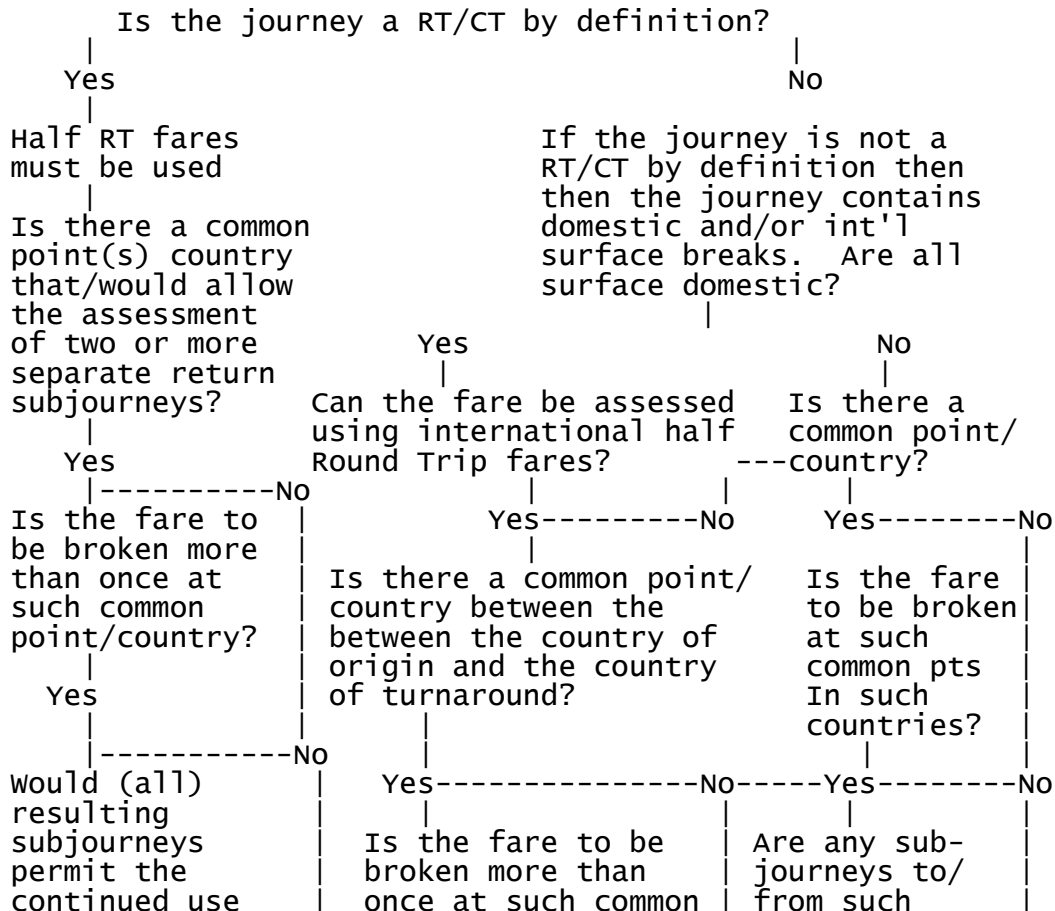 Is the journey a RT/CT by definition?
| |
Yes No
|
Half RT fares If the journey is not a
must be used RT/CT by definition then
| then the journey contains
Is there a common domestic and/or int'l
point(s) country surface breaks. Are all
that/would allow surface domestic?
the assessment |
of two or more Yes No
separate return | |
subjourneys? Can the fare be assessed Is there a
| using international half common point/
Yes Round Trip fares? ---country?
|----------No | | |
Is the fare to | Yes---------No Yes--------No
be broken more | | |
than once at | Is there a common point/ Is the fare |
such common | country between the to be broken|
point/country? | between the country of at such |
| | origin and the country common pts |
Yes | of turnaround? In such |
| | | countries? |
|-----------No | | |
Would (all) | Yes---------------No-----Yes--------No
resulting | | | | |
subjourneys | Is the fare to be | Are any sub- |
permit the | broken more than | journeys to/ |
continued use | once at such common | from such |